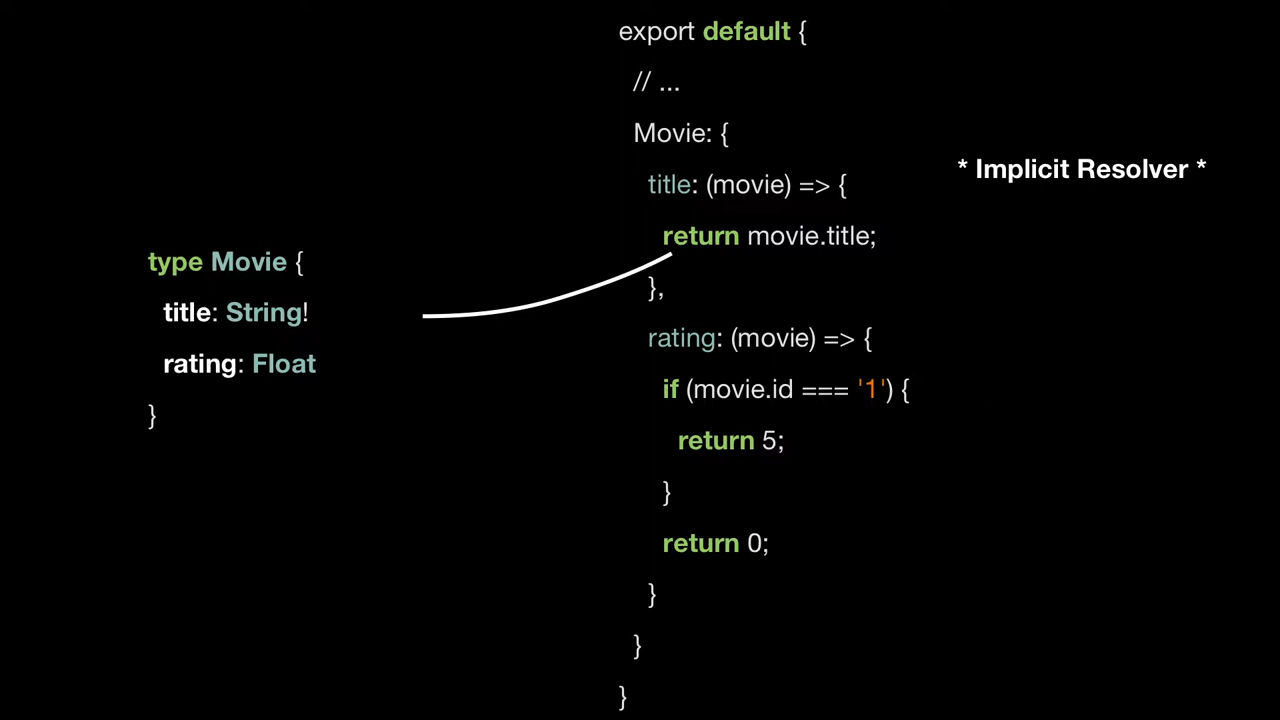 export default {
// ...
Movie: {
title: (movie) => {
* Implicit Resolver *
return movie.title;
},
rating: (movie) => {
if (movie.id === '1') {
return 5;
}
return 0;
}
}
}
type Movie {
title: String!
rating: Float
}